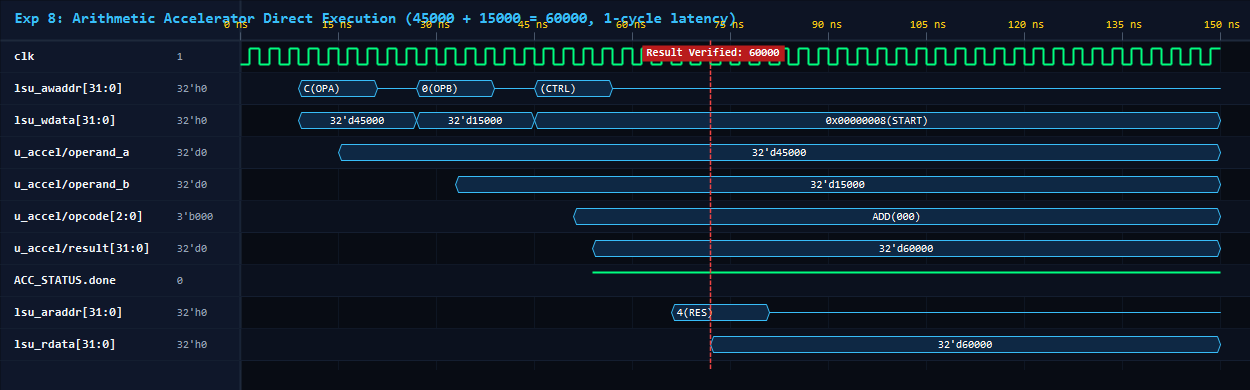 Exp 8: Arithmetic Accelerator Direct Execution (45000 + 15000 = 60000, 1-cycle latency)
0 ns 15 ns 30 ns 45 ns 60 ns 75 ns 90 ns 105 ns 120 ns 135 ns 150 ns
clk 1 Result Verified: 60000
lsu_awaddr[31:0] 32'h0 C(OPA) 0(OPB) (CTRL)
lsu_wdata[31:0] 32'h0 32'd45000 32'd15000 0x00000008(START)
u_accel/operand_a 32'd0 32'd45000
u_accel/operand_b 32'd0 32'd15000
u_accel/opcode[2:0] 3'b000 ADD(000)
u_accel/result[31:0] 32'd0 32'd60000
ACC_STATUS.done 0
lsu_araddr[31:0] 32'h0 4(RES)
lsu_rdata[31:0] 32'h0 32'd60000